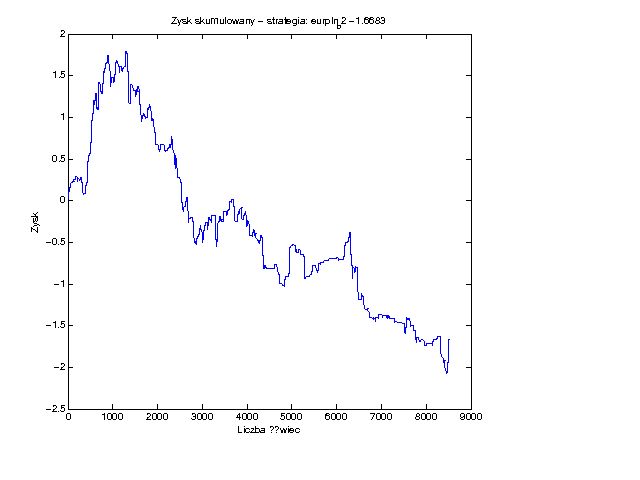 Zysk skumulowany – strategia: eurpln_b2 –1.6683
2
1.5
1
0.5
0
−0.5
−1
−1.5
−2
−2.5
Zysk
0 1000 2000 3000 4000 5000 6000 7000 8000 9000
Liczba ??wiec